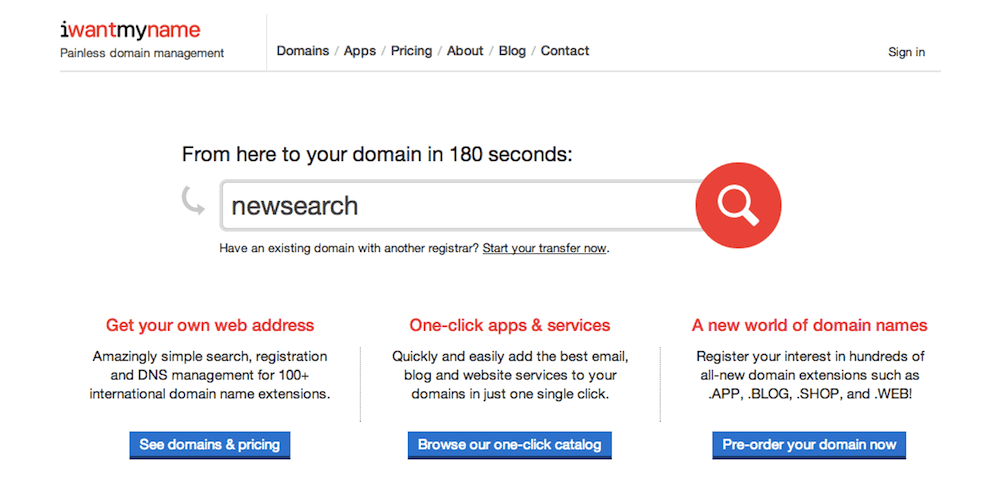 iwantmyname
Painless domain management
Domains / Apps / Pricing / About / Blog / Contact
Sign in
From here to your domain in 180 seconds:
newsearch
Have an existing domain with another registrar? Start your transfer now.
Get your own web address
Amazingly simple search, registration
and DNS management for 100+
international domain name extensions.
See domains & pricing
One-click apps & services
Quickly and easily add the best email,
blog and website services to your
domains in just one single click.
Browse our one-click catalog
A new world of domain names
Register your interest in hundreds of
all-new domain extensions such as
.APP, .BLOG, .SHOP, and .WEB!
Pre-order your domain now